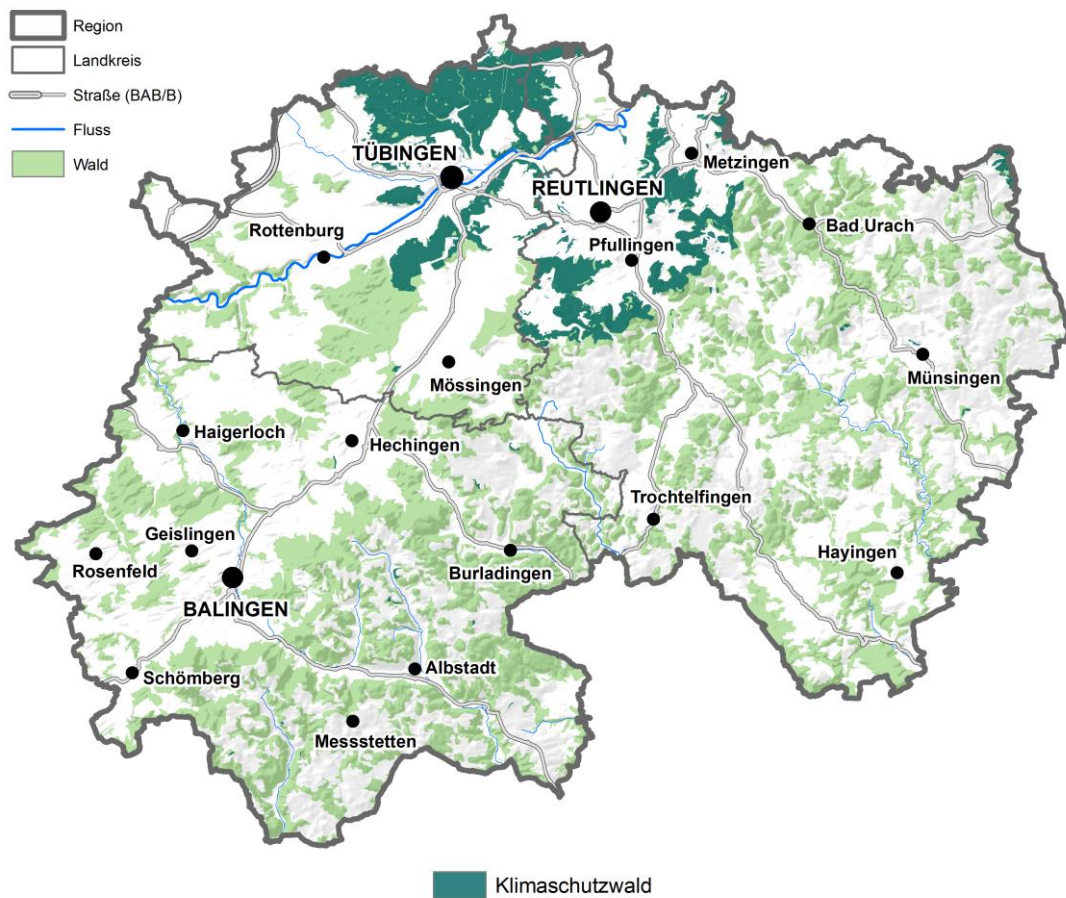 Region
Landkreis
Straße (BAB/B)
Fluss
Wald
TÜBINGEN
Metzingen
REUTLINGEN
Rottenburg
Pfullingen
Bad Urach
Mössingen
Münsingen
Haigerloch
Hechingen
Trochtelfingen
Geislingen
Rosenfeld
Burladingen
Hayingen
BALINGEN
Schömberg
Albstadt
Messstetten
Klimaschutzwald